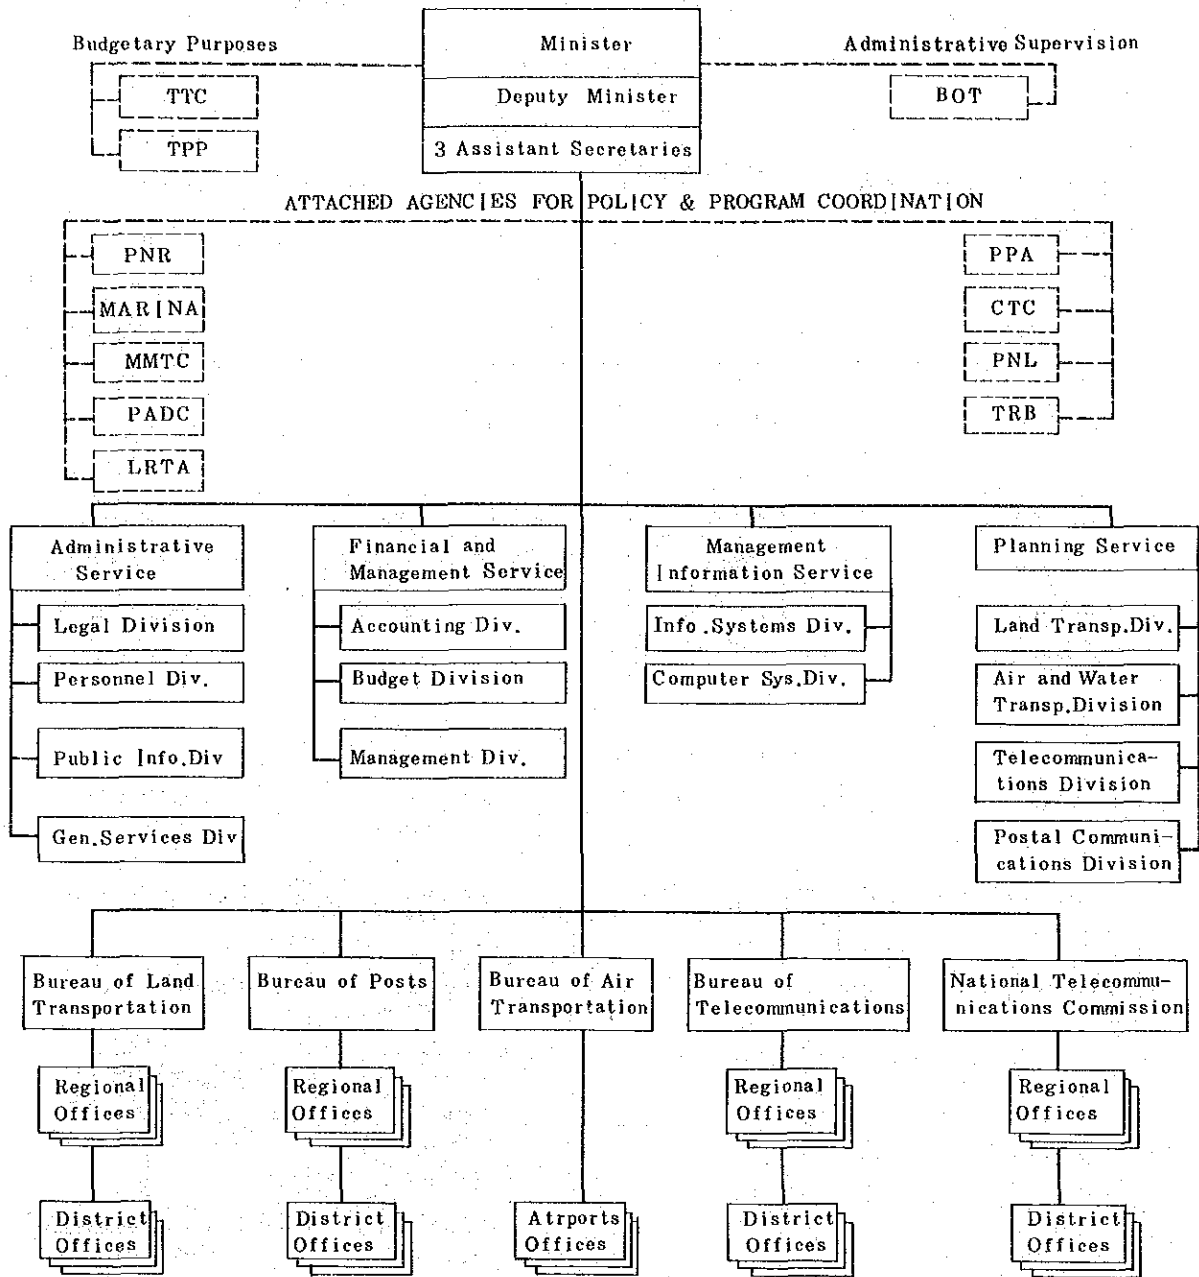 Budgetary Purposes
Minister
Administrative Supervision
TTC
Deputy Minister
BOT
TPP
3 Assistant Secretaries
ATTACHED AGENCIES FOR POLICY & PROGRAM COORDINATION
PNR
PPA
MARINA
CTC
MMTC
PNL
PADC
TRB
LRTA
Administrative
Service
Financial and
Management Service
Management
Information Service
Planning Service
Legal Division
Accounting Div.
Info.Systems Div.
Land Transp.Div.
Personnel Div.
Budget Division
Computer Sys.Div.
Air and Water
Transp.Division
Public Info.Div
Management Div.
Telecommunica-
tions Division
Gen.Services Div
Postal Communi-
cations Division
Bureau of Land
Transportation
Bureau of Posts
Bureau of Air
Transportation
Bureau of
Telecommunications
National Telecommu-
nications Commission
Regional
Offices
Regional
Offices
Regional
Offices
Regional
Offices
District
Offices
District
Offices
Atrports
Offices
District
Offices
District
Offices